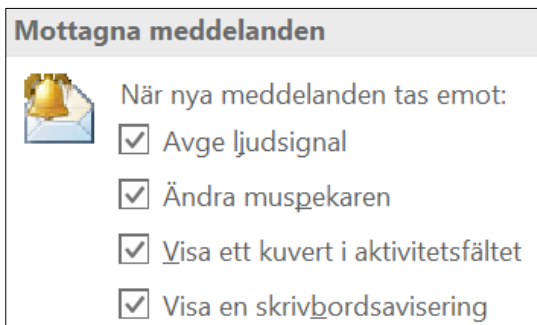 Mottagna meddelanden
När nya meddelanden tas emot:
Avge ljudsignal
Ändra muspekaren
Visa ett kuvert i aktivitetsfältet
Visa en skrivbordsavisering